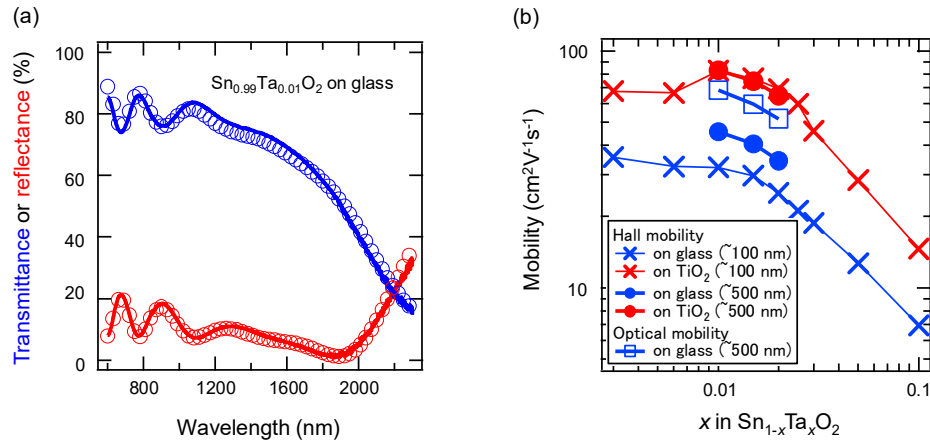 (a)
Transmittance or reflectance (%)
100
80
60
40
20
0
Sn0.99Ta0.01O2 on glass
800
1200
1600
2000
Wavelength (nm)
(b)
Mobility (cm2V-1s-1)
100
10
Hall mobility
on glass (~100 nm)
on TiO2 (~100 nm)
on glass (~500 nm)
on TiO2 (~500 nm)
Optical mobility
on glass (~500 nm)
0.01
0.1
x in Sn1-xTaxO2